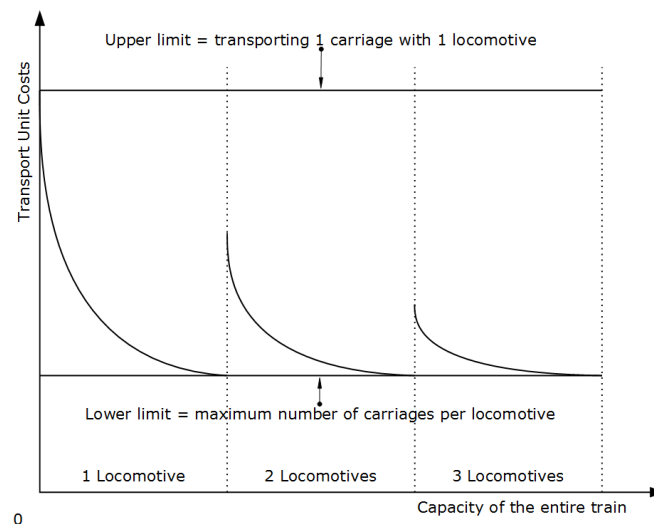 Upper limit = transporting 1 carriage with 1 locomotive
Transport Unit Costs
Lower limit = maximum number of carriages per locomotive
1 Locomotive
2 Locomotives
3 Locomotives
Capacity of the entire train
0